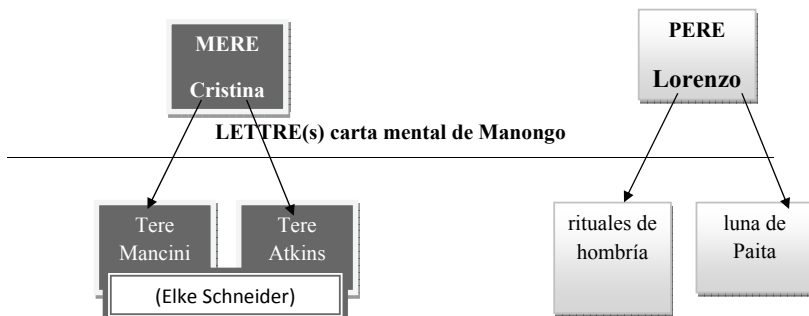 MERE
Cristina
PERE
Lorenzo
LETTRE(s) carta mental de Manongo
Tere
Mancini
Tere
Atkins
(Elke Schneider)
rituales de
hombría
luna de
Paita